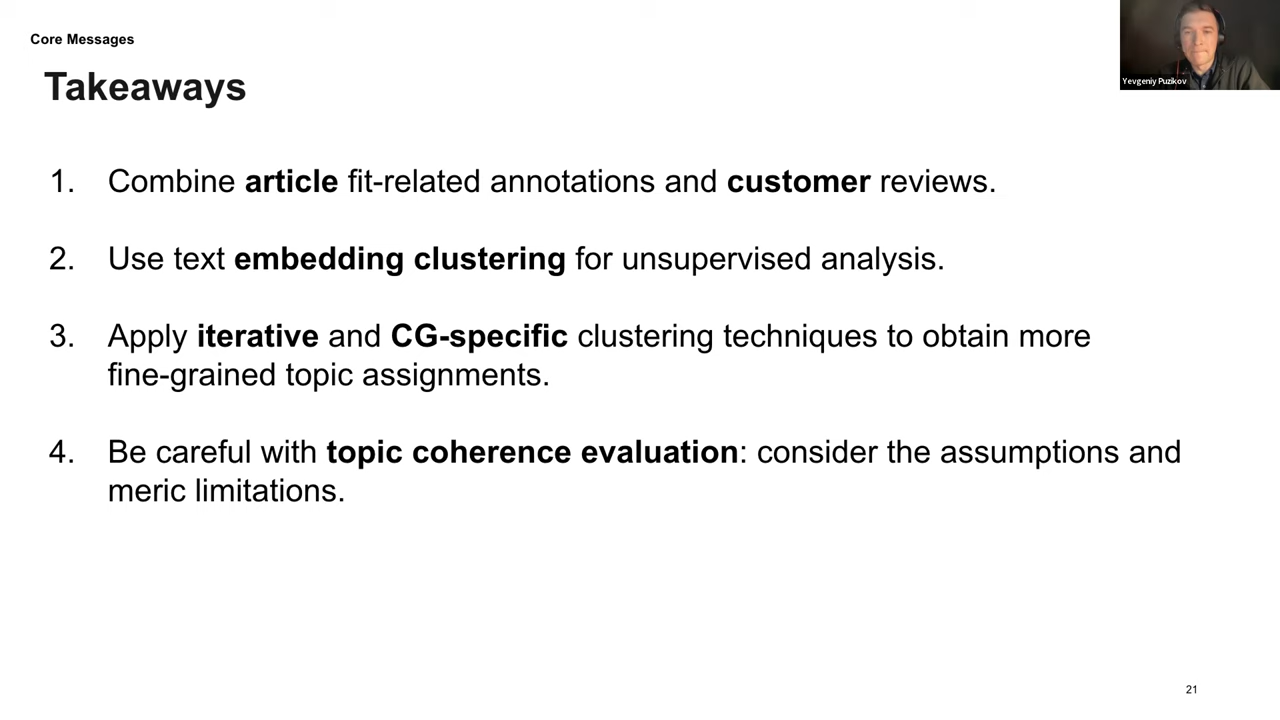 Core Messages
Yevgeniy Puzikov
Takeaways
1. Combine article fit-related annotations and customer reviews.
2. Use text embedding clustering for unsupervised analysis.
3. Apply iterative and CG-specific clustering techniques to obtain more
fine-grained topic assignments.
4. Be careful with topic coherence evaluation: consider the assumptions and
meric limitations.
21